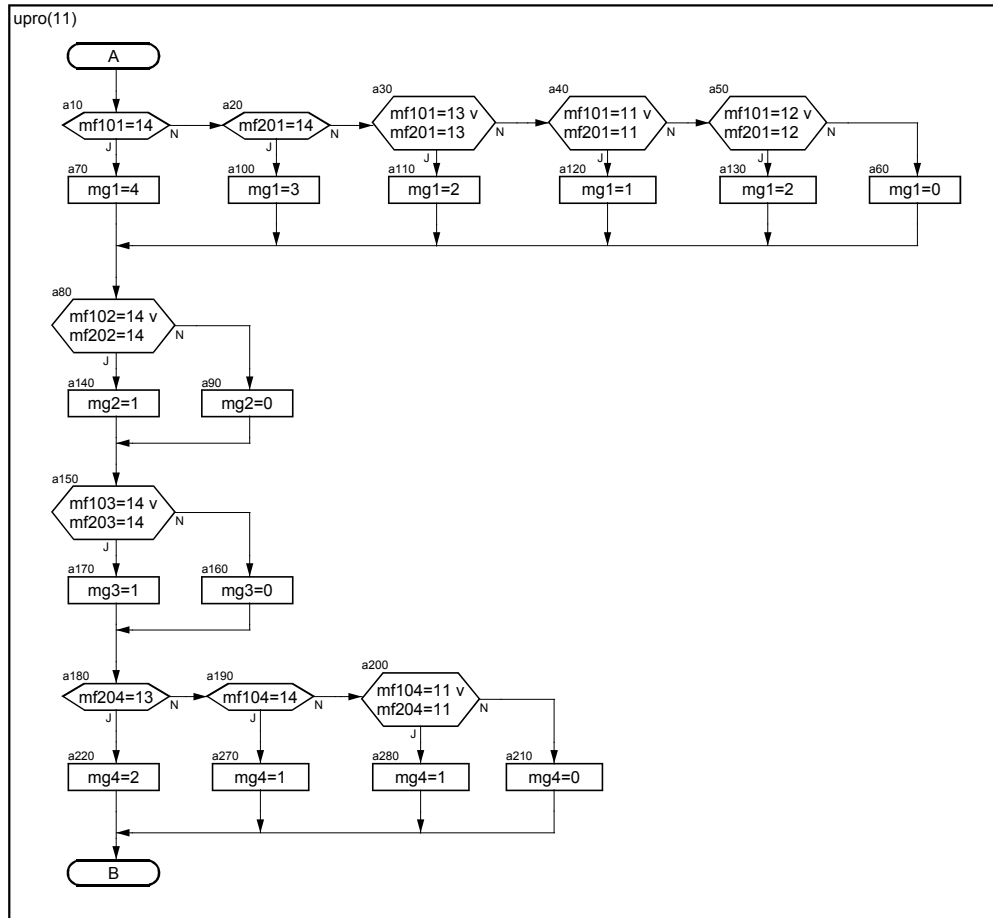 upro(11)
A
a10
mf101=14
N
J
a20
mf201=14
N
J
a30
mf101=13 v
mf201=13
N
J
a40
mf101=11 v
mf201=11
N
J
a50
mf101=12 v
mf201=12
N
J
a70
mg1=4
a100
mg1=3
a110
mg1=2
a120
mg1=1
a130
mg1=2
a60
mg1=0
a80
mf102=14 v
mf202=14
N
J
a140
mg2=1
a90
mg2=0
a150
mf103=14 v
mf203=14
N
J
a170
mg3=1
a160
mg3=0
a180
mf204=13
N
J
a190
mf104=14
N
J
a200
mf104=11 v
mf204=11
N
J
a220
mg4=2
a270
mg4=1
a280
mg4=1
a210
mg4=0
B